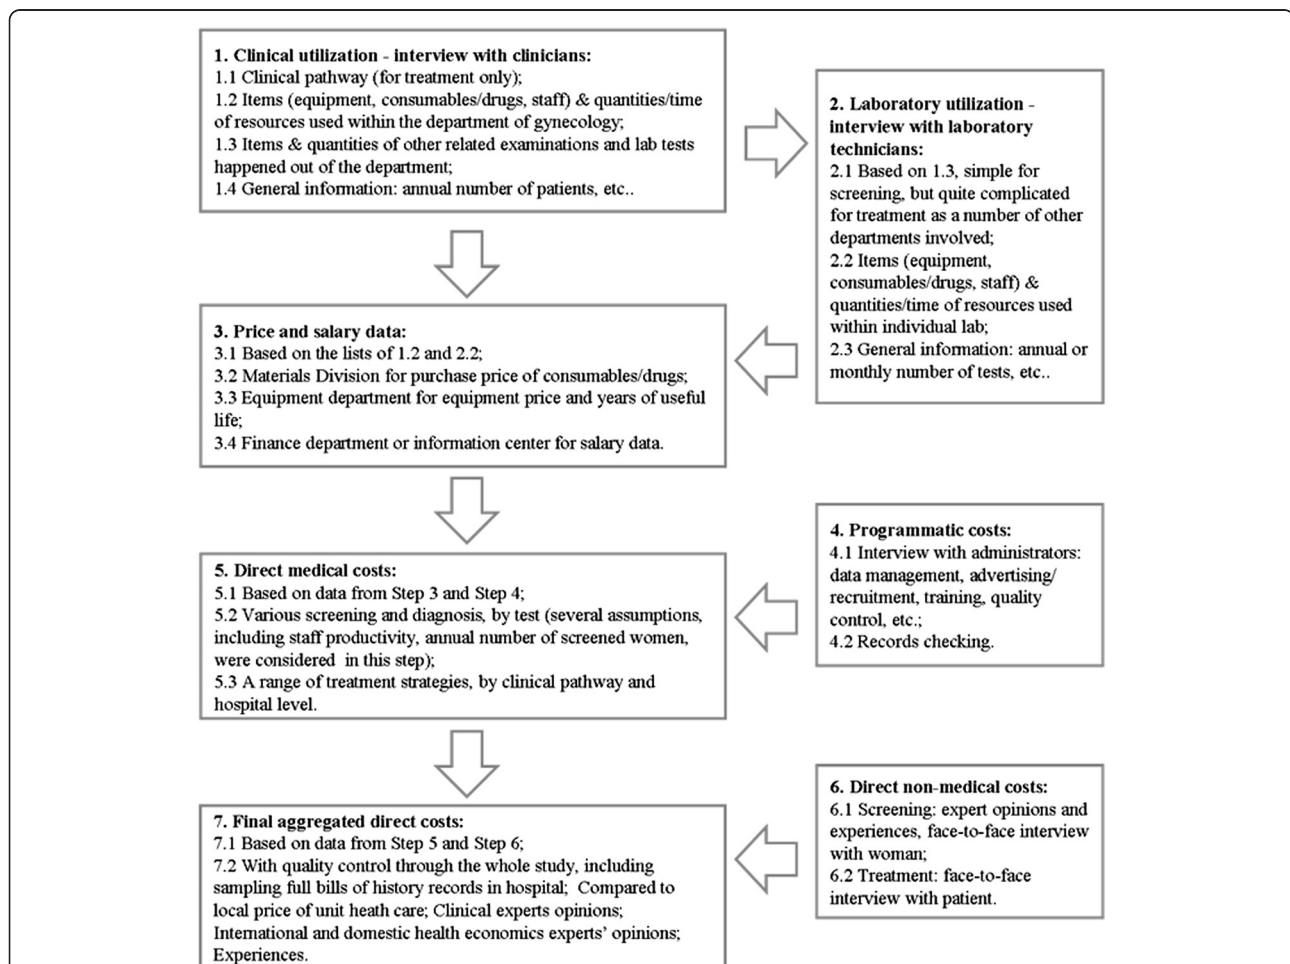 1. Clinical utilization - interview with clinicians:
1.1 Clinical pathway (for treatment only);
1.2 Items (equipment, consumables/drugs, staff) & quantities/time
of resources used within the department of gynecology;
1.3 Items & quantities of other related examinations and lab tests
happened out of the department;
1.4 General information: annual number of patients, etc..
2. Laboratory utilization -
interview with laboratory
technicians:
2.1 Based on 1.3, simple for
screening, but quite complicated
for treatment as a number of other
departments involved;
2.2 Items (equipment,
consumables/drugs, staff) &
quantities/time of resources used
within individual lab;
2.3 General information: annual or
monthly number of tests, etc..
3. Price and salary data:
3.1 Based on the lists of 1.2 and 2.2;
3.2 Materials Division for purchase price of consumables/drugs;
3.3 Equipment department for equipment price and years of useful
life;
3.4 Finance department or information center for salary data.
4. Programmatic costs:
4.1 Interview with administrators:
data management, advertising/
recruitment, training, quality
control, etc.;
4.2 Records checking.
5. Direct medical costs:
5.1 Based on data from Step 3 and Step 4;
5.2 Various screening and diagnosis, by test (several assumptions,
including staff productivity, annual number of screened women,
were considered in this step);
5.3 A range of treatment strategies, by clinical pathway and
hospital level.
6. Direct non-medical costs:
6.1 Screening: expert opinions and
experiences, face-to-face interview
with woman;
6.2 Treatment: face-to-face
interview with patient.
7. Final aggregated direct costs:
7.1 Based on data from Step 5 and Step 6;
7.2 With quality control through the whole study, including
sampling full bills of history records in hospital; Compared to
local price of unit heath care; Clinical experts opinions;
International and domestic health economics experts' opinions;
Experiences.